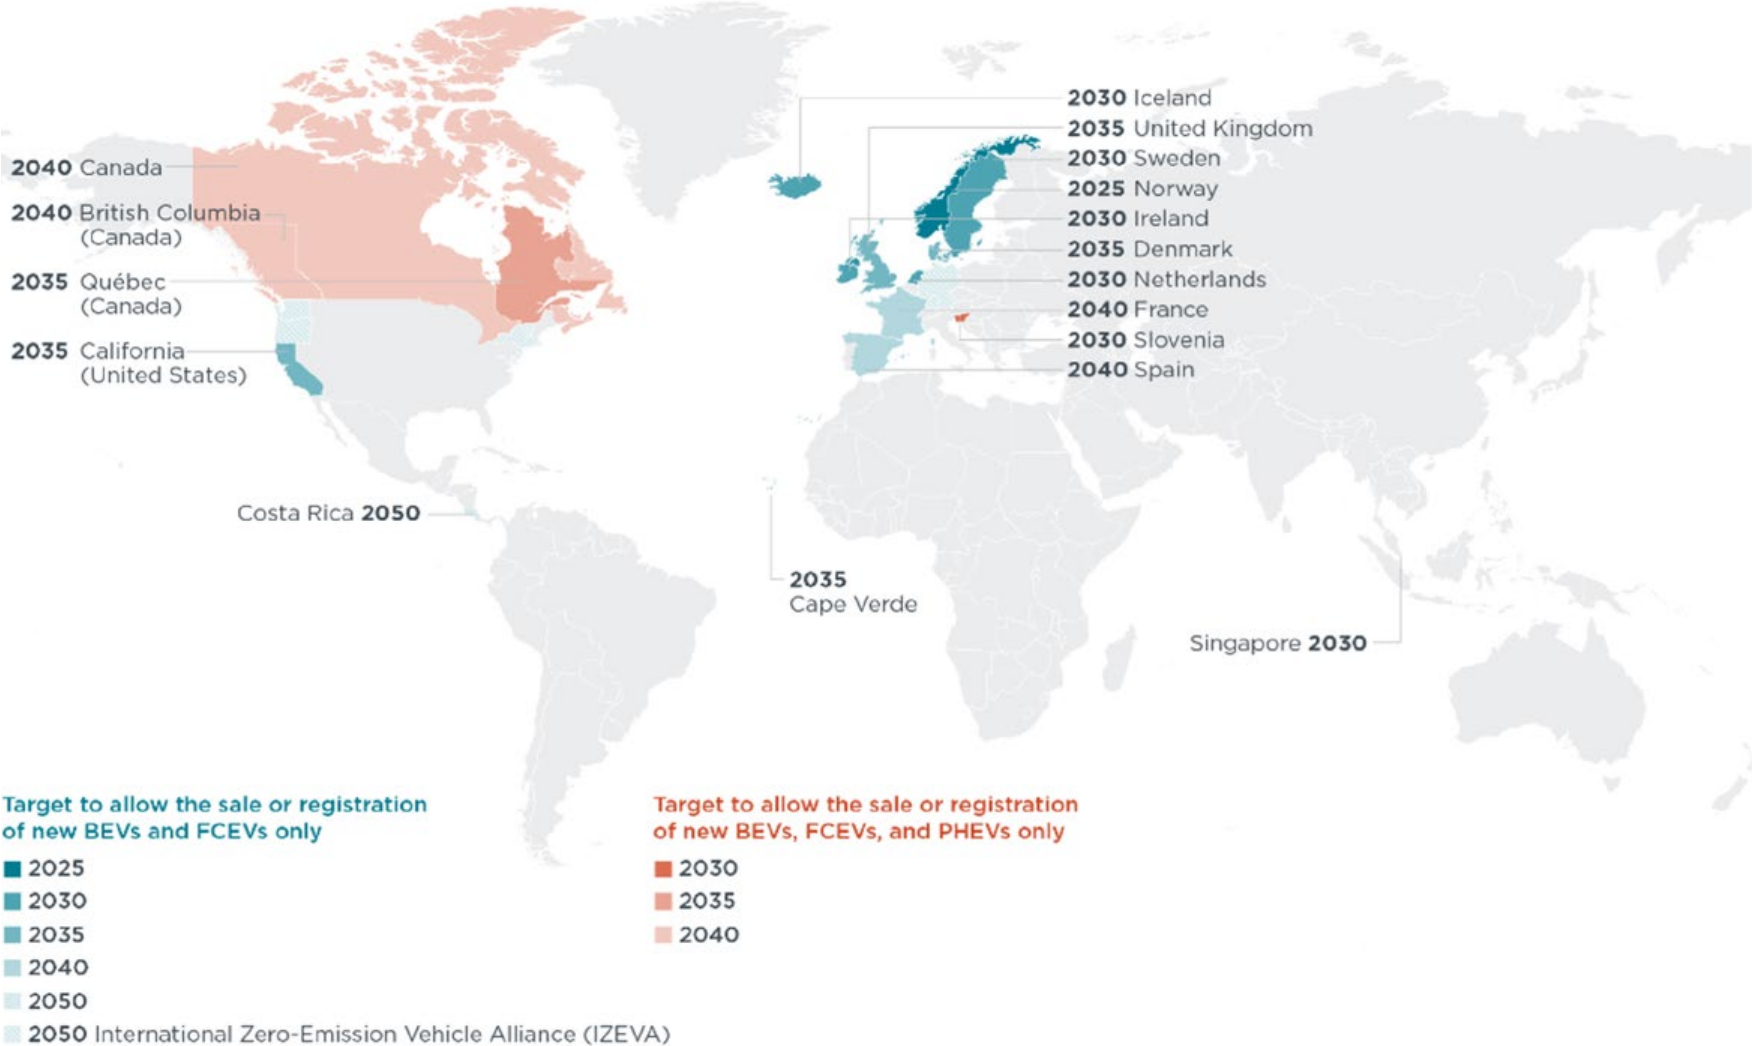 2040 Canada
2040 British Columbia
(Canada)
2035 Québec
(Canada)
2035 California
(United States)
2030 Iceland
2035 United Kingdom
2030 Sweden
2025 Norway
2030 Ireland
2035 Denmark
2030 Netherlands
2040 France
2030 Slovenia
2040 Spain
Costa Rica 2050
2035
Cape Verde
Singapore 2030
Target to allow the sale or registration
of new BEVs and FCEVs only
2025
2030
2035
2040
2050
2050 International Zero-Emission Vehicle Alliance (IZEVA)
Target to allow the sale or registration
of new BEVs, FCEVs, and PHEVs only
2030
2035
2040